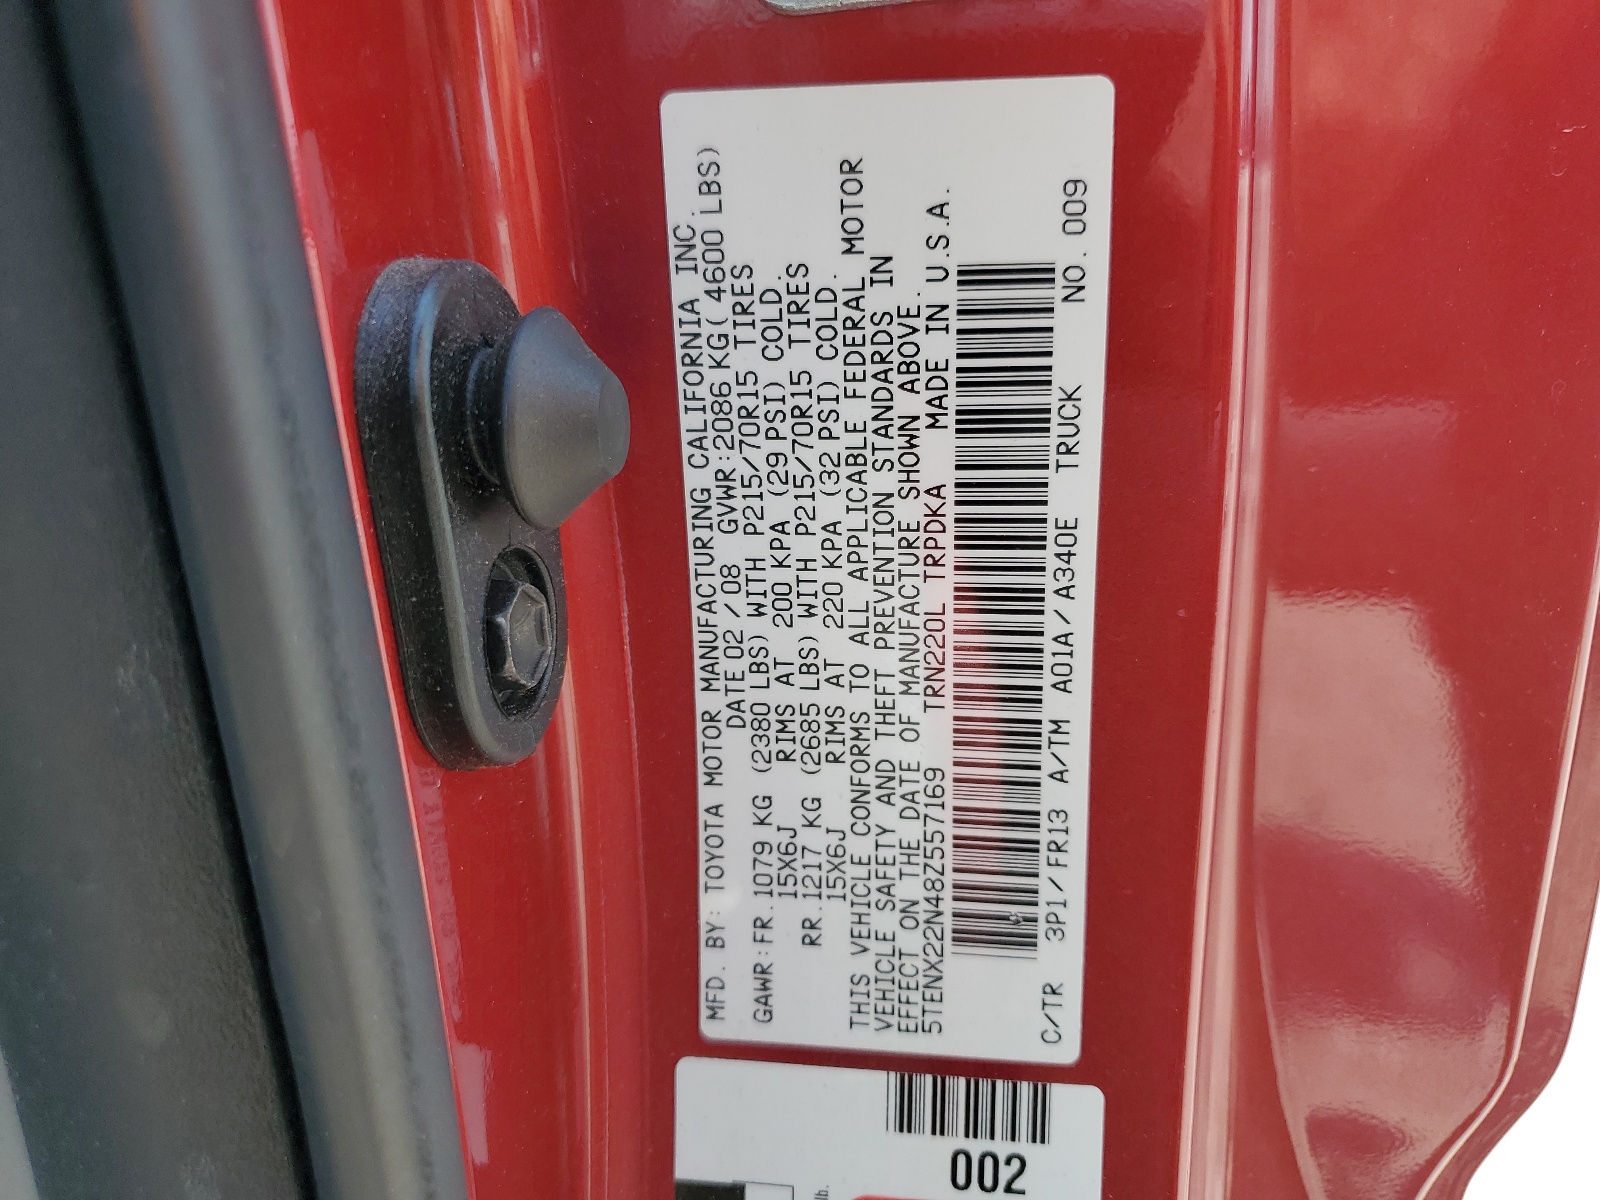 MFD. BY: TOYOTA MOTOR MANUFACTURING CALIFORNIA INC.
DATE 02/08 GVWR:2086 KG( 4600 LBS)
GAWR:FR.1079 KG (2380 LBS) WITH P215/70R15 TIRES
15X6J RIMS AT 200 KPA (29 PSI) COLD.
RR.1217 KG (2685 LBS) WITH P215/70R15 TIRES
15X6J RIMS AT 220 KPA (32 PSI) COLD.
THIS VEHICLE CONFORMS TO ALL APPLICABLE FEDERAL MOTOR
VEHICLE SAFETY AND THEFT PREVENTION STANDARDS IN
EFFECT ON THE DATE OF MANUFACTURE SHOWN ABOVE.
5TENX22N48Z557169 TRN220L TRPDKA MADE IN U.S.A.
C/TR 3P1/FR13 A/TM A01A/A340E TRUCK NO. 009
002
lb.